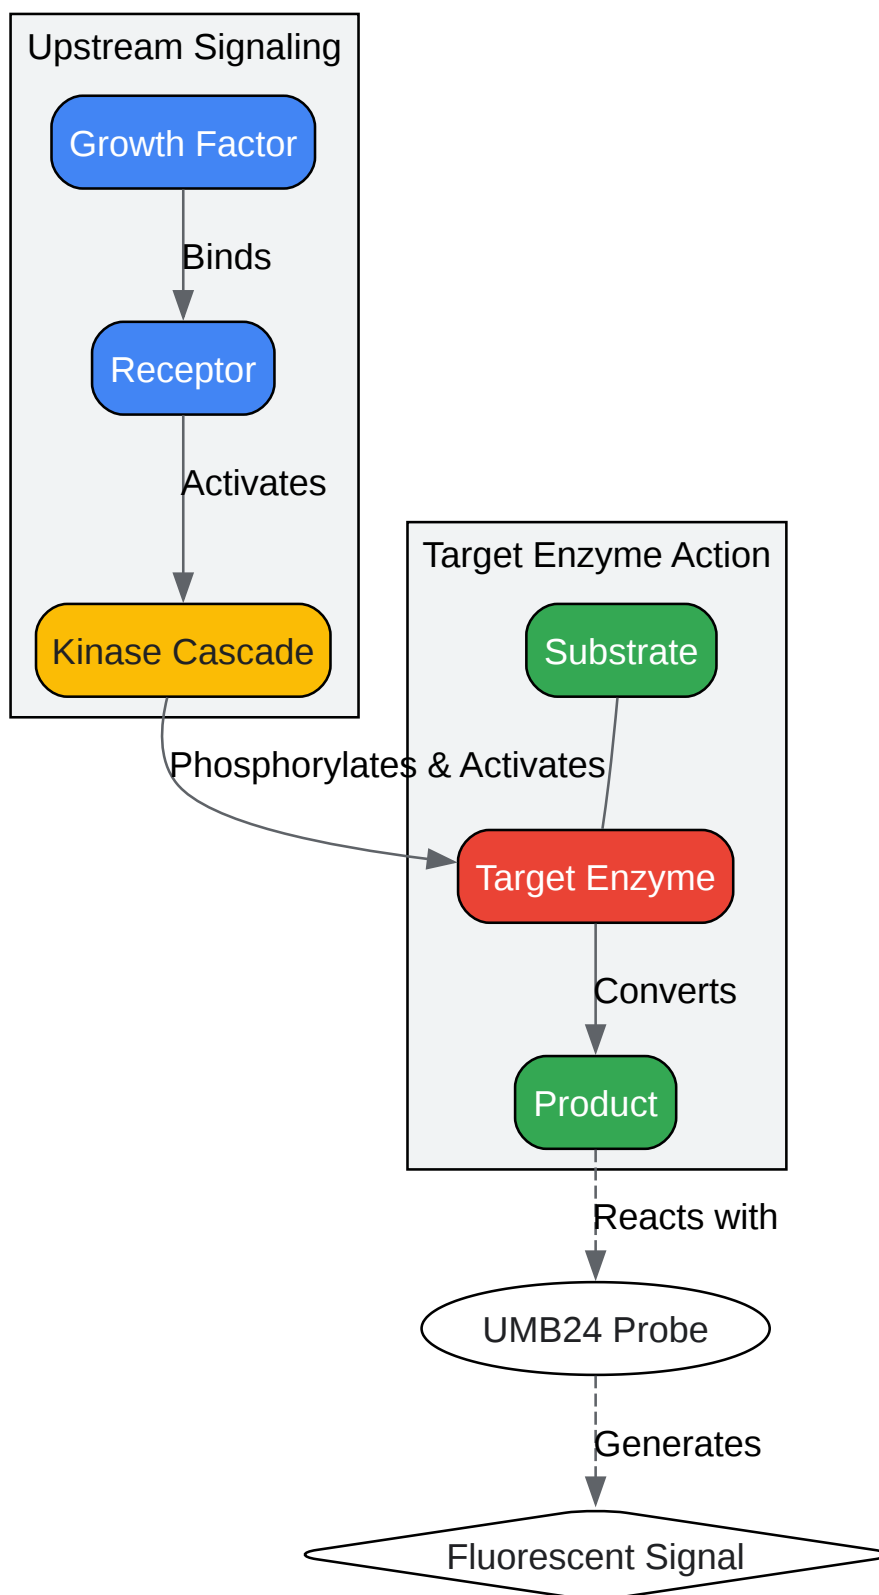 Upstream Signaling
Growth Factor
Binds
Receptor
Activates
Kinase Cascade
Target Enzyme Action
Substrate
Phosphorylates & Activates
Target Enzyme
Converts
Product
Reacts with
UMB24 Probe
Generates
Fluorescent Signal